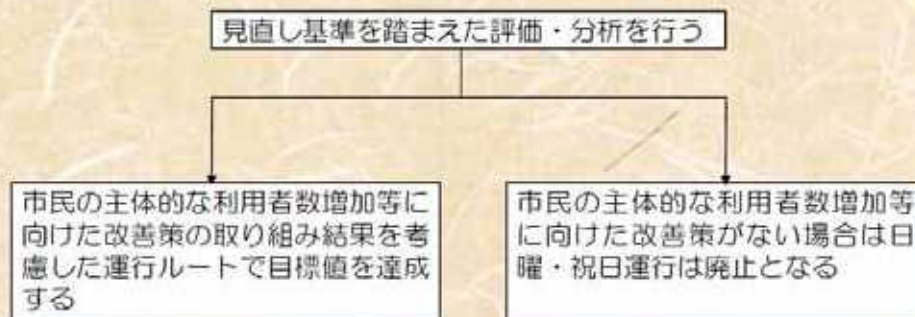 見直し基準を踏まえた評価・分析を行う
市民の主体的な利用者数増加等に
向けた改善策の取り組み結果を考
慮した運行ルートで目標値を達成
する
市民の主体的な利用者数増加等
に向けた改善策がない場合は日
曜・祝日運行は廃止となる